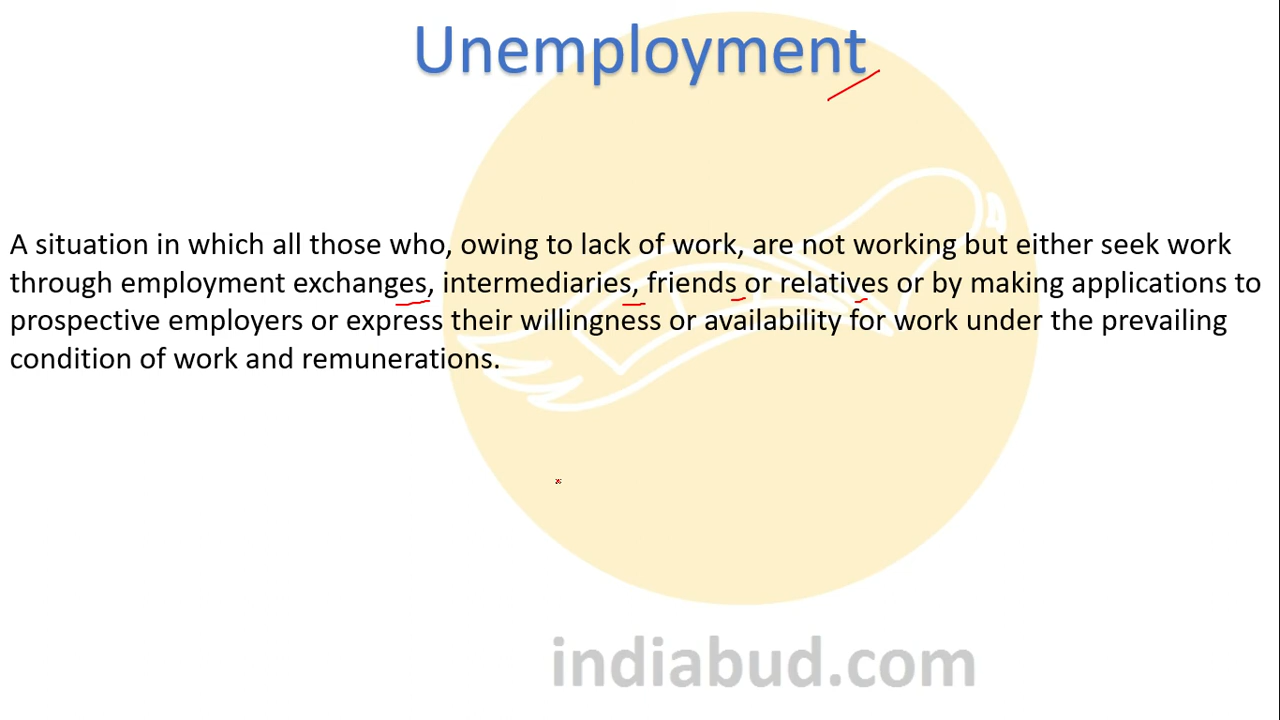 Unemployment
A situation in which all those who, owing to lack of work, are not working but either seek work
through employment exchanges, intermediaries, friends or relatives or by making applications to
prospective employers or express their willingness or availability for work under the prevailing
condition of work and remunerations.
indiabud.com